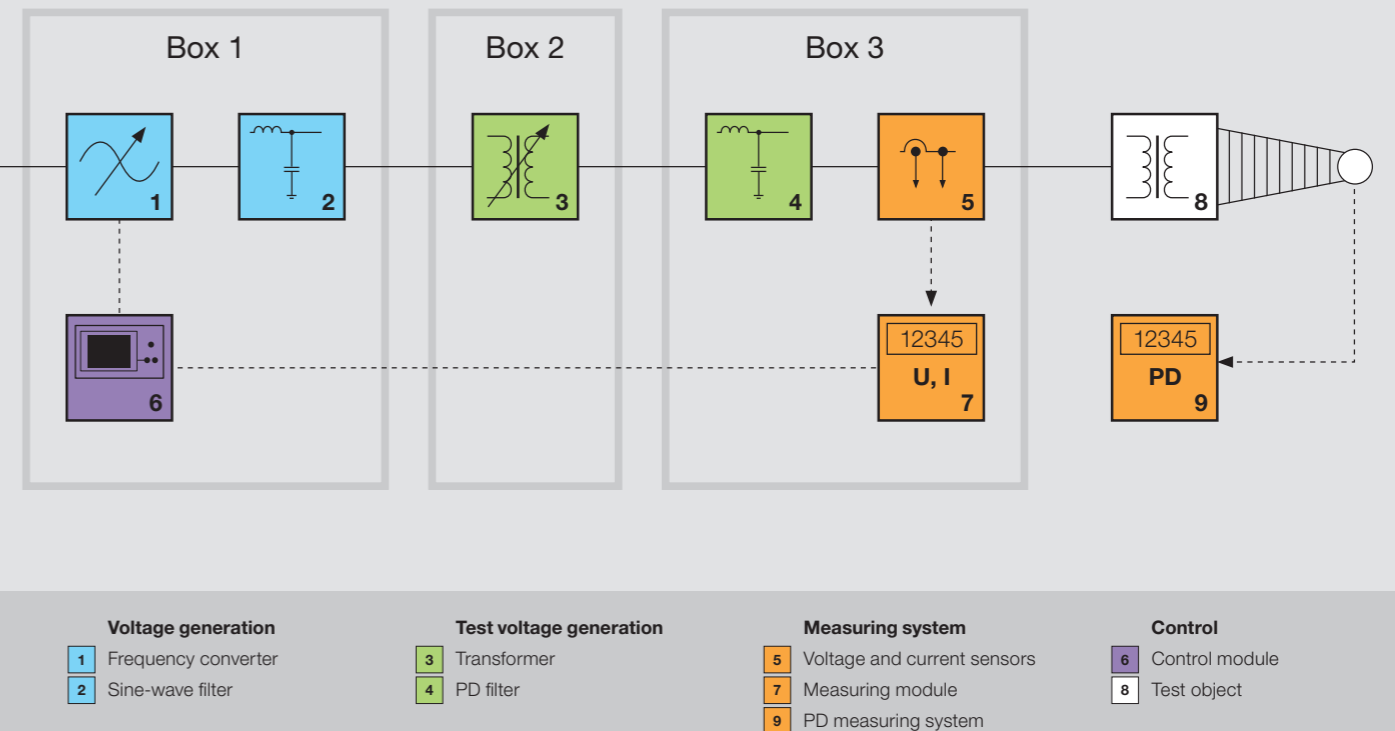 Box 1
Box 2
Box 3
1
2
3
4
5
8
6
12345
U, I
7
12345
PD
9
Voltage generation
1 Frequency converter
2 Sine-wave filter
Test voltage generation
3 Transformer
4 PD filter
Measuring system
5 Voltage and current sensors
7 Measuring module
9 PD measuring system
Control
6 Control module
8 Test object